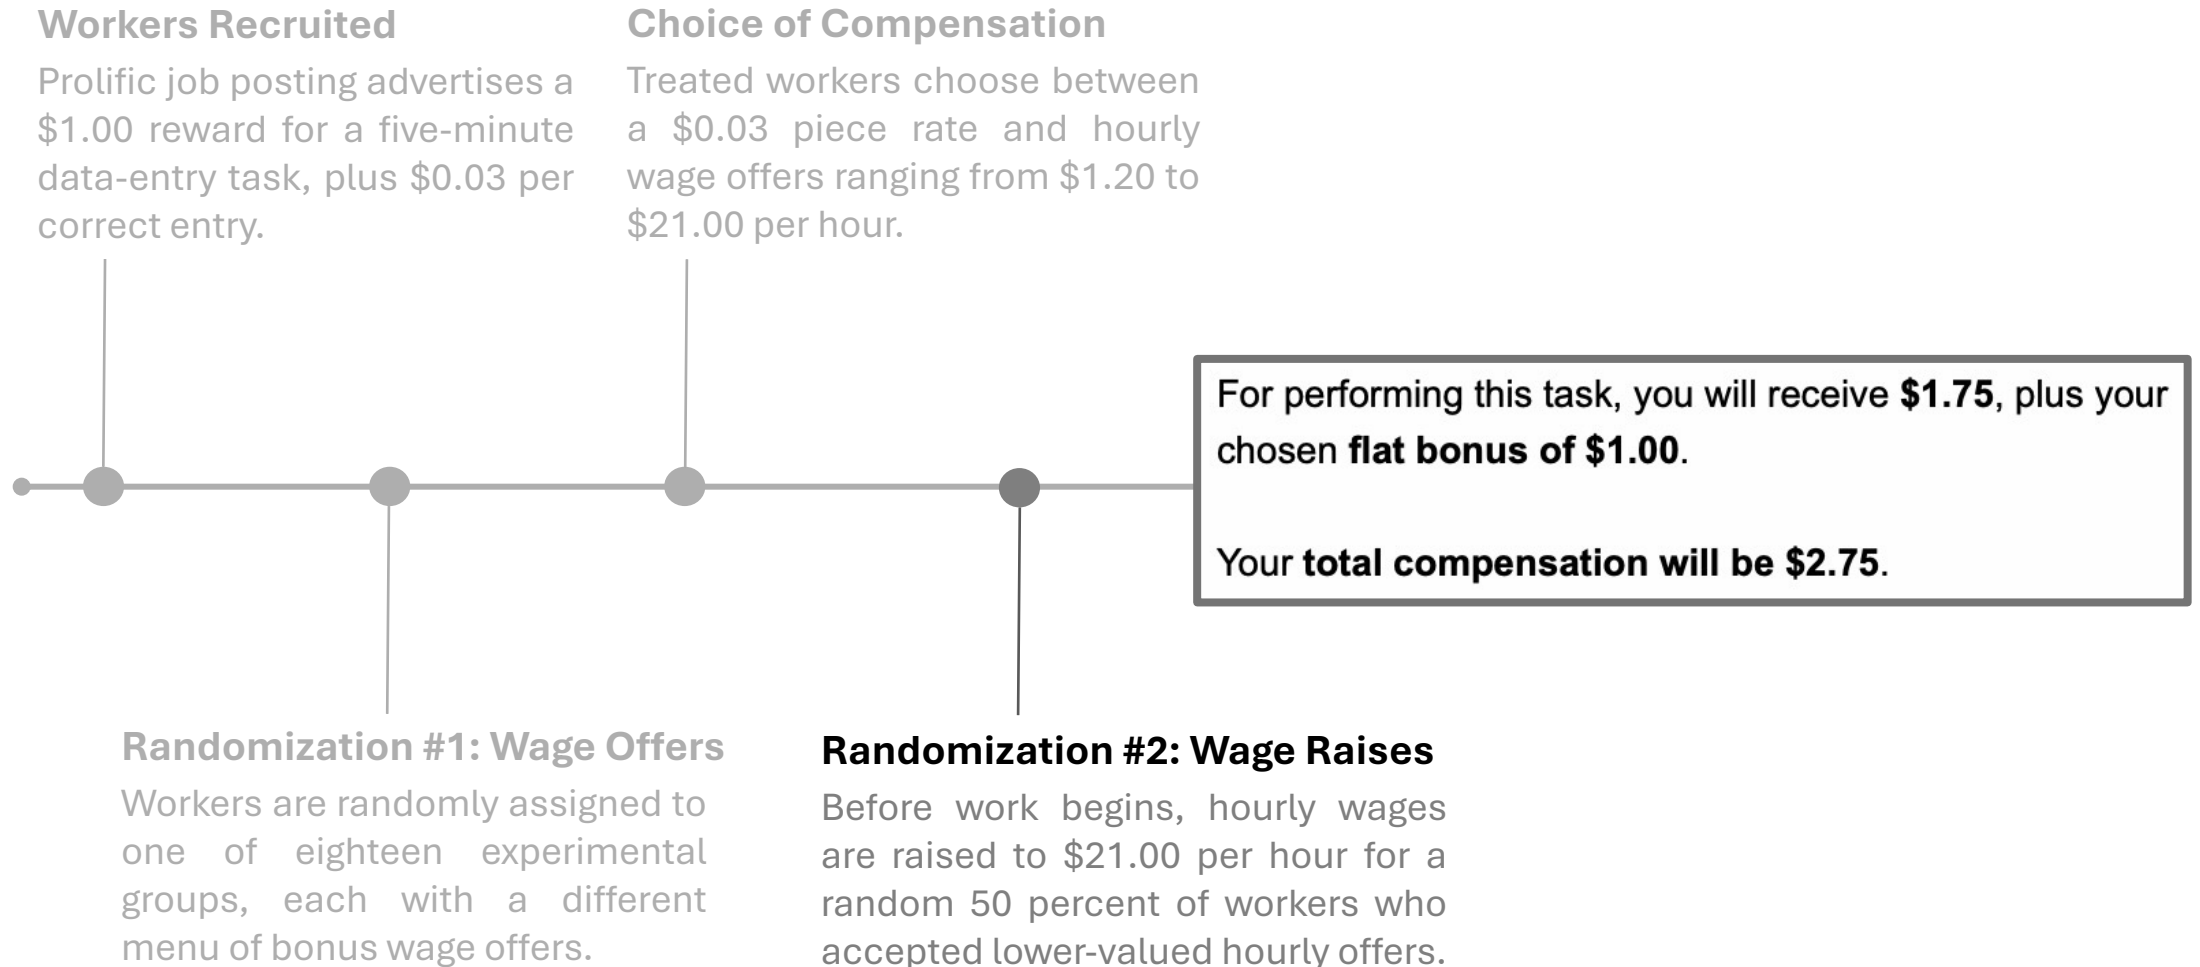 Workers Recruited
Prolific job posting advertises a
$1.00 reward for a five-minute
data-entry task, plus $0.03 per
correct entry.
Choice of Compensation
Treated workers choose between
a $0.03 piece rate and hourly
wage offers ranging from $1.20 to
$21.00 per hour.
For performing this task, you will receive $1.75, plus your
chosen flat bonus of $1.00.
Your total compensation will be $2.75.
Randomization #1: Wage Offers
Workers are randomly assigned to
one of eighteen experimental
groups, each with a different
menu of bonus wage offers.
Randomization #2: Wage Raises
Before work begins, hourly wages
are raised to $21.00 per hour for a
random 50 percent of workers who
accepted lower-valued hourly offers.